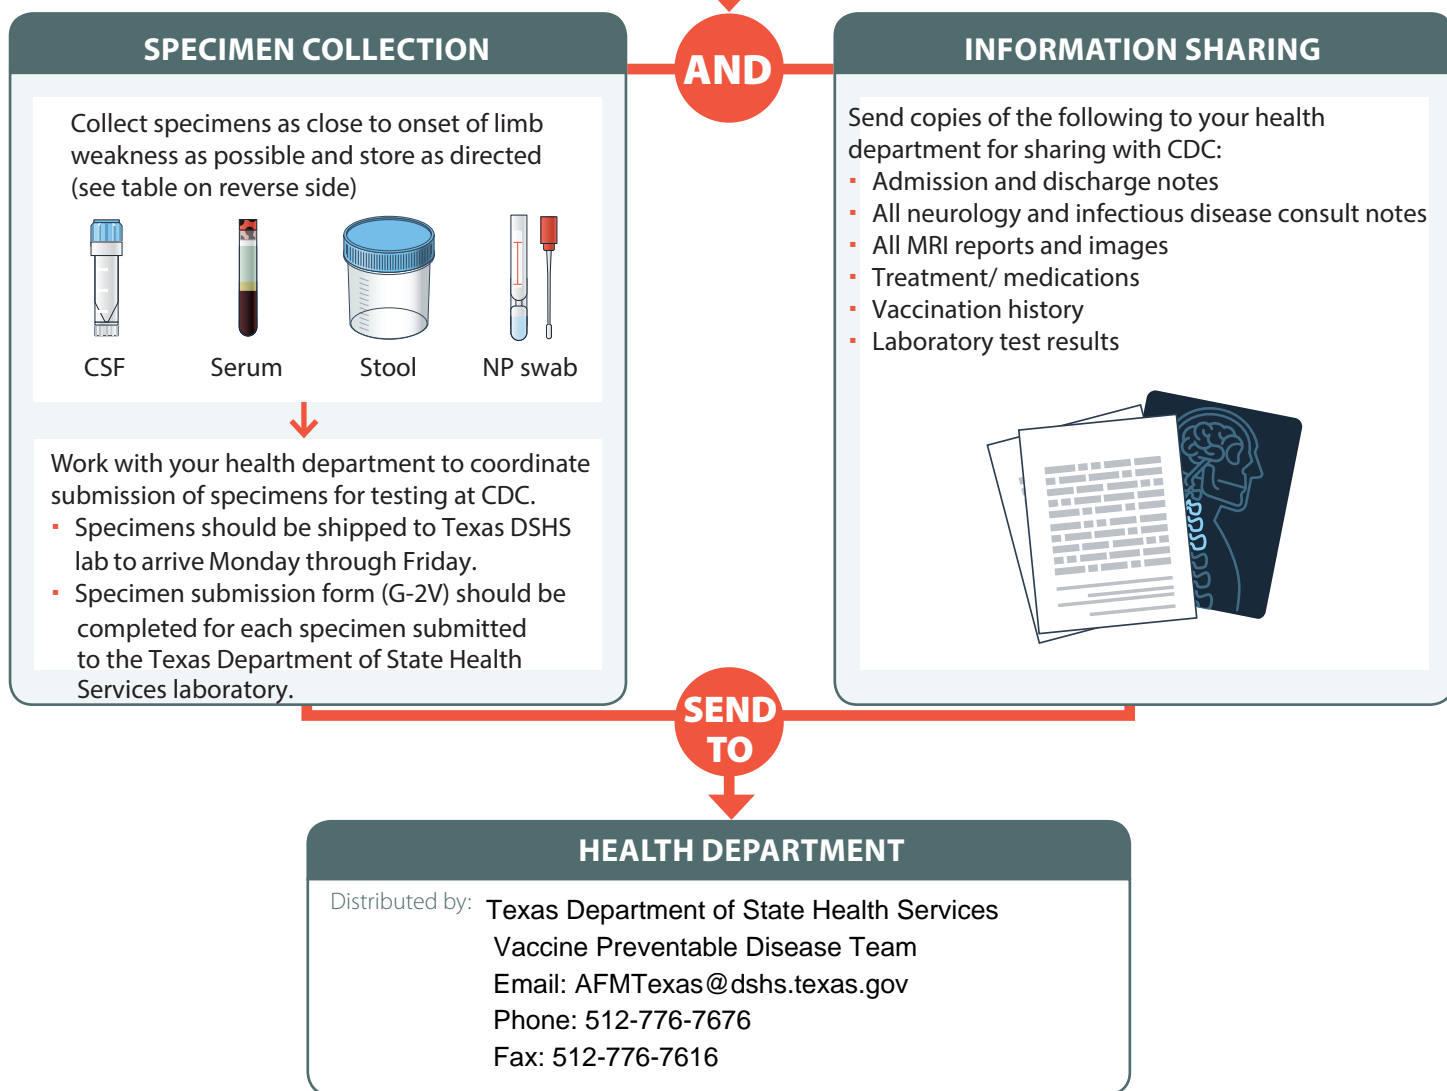 SPECIMEN COLLECTION
Collect specimens as close to onset of limb
weakness as possible and store as directed
(see table on reverse side)
CSF
Serum
Stool
NP swab
Work with your health department to coordinate
submission of specimens for testing at CDC.
▪ Specimens should be shipped to Texas DSHS
lab to arrive Monday through Friday.
▪ Specimen submission form (G-2V) should be
completed for each specimen submitted
to the Texas Department of State Health
Services laboratory.
AND
INFORMATION SHARING
Send copies of the following to your health
department for sharing with CDC:
▪ Admission and discharge notes
▪ All neurology and infectious disease consult notes
▪ All MRI reports and images
▪ Treatment/ medications
▪ Vaccination history
▪ Laboratory test results
SEND
TO
HEALTH DEPARTMENT
Distributed by: Texas Department of State Health Services
Vaccine Preventable Disease Team
Email: AFMTexas@dshs.texas.gov
Phone: 512-776-7676
Fax: 512-776-7616